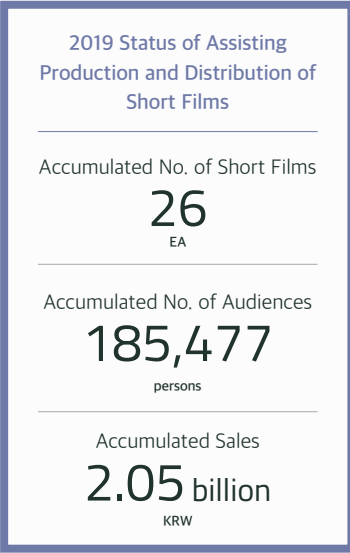 2019 Status of Assisting
Production and Distribution of
Short Films
Accumulated No. of Short Films
26
EA
Accumulated No. of Audiences
185,477
persons
Accumulated Sales
2.05 billion
KRW